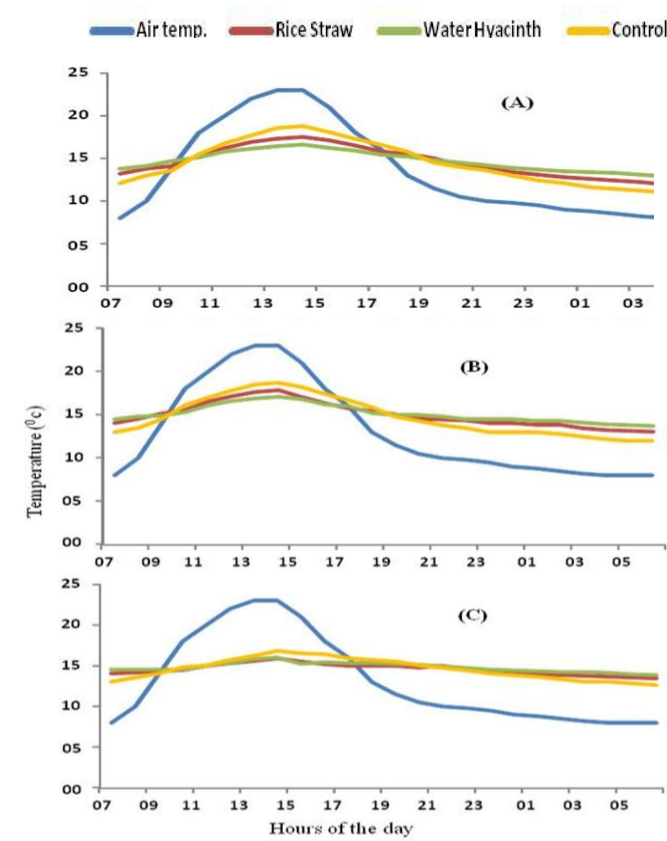 Air temp. Rice Straw Water Hyacinth Control
25
(A)
20
15
10
05
00
07 09 11 13 15 17 19 21 23 01 03
25
(B)
20
15
10
05
00
07 09 11 13 15 17 19 21 23 01 03 05
Temperature (⁰c)
25
(C)
20
15
10
05
00
07 09 11 13 15 17 19 21 23 01 03 05
Hours of the day